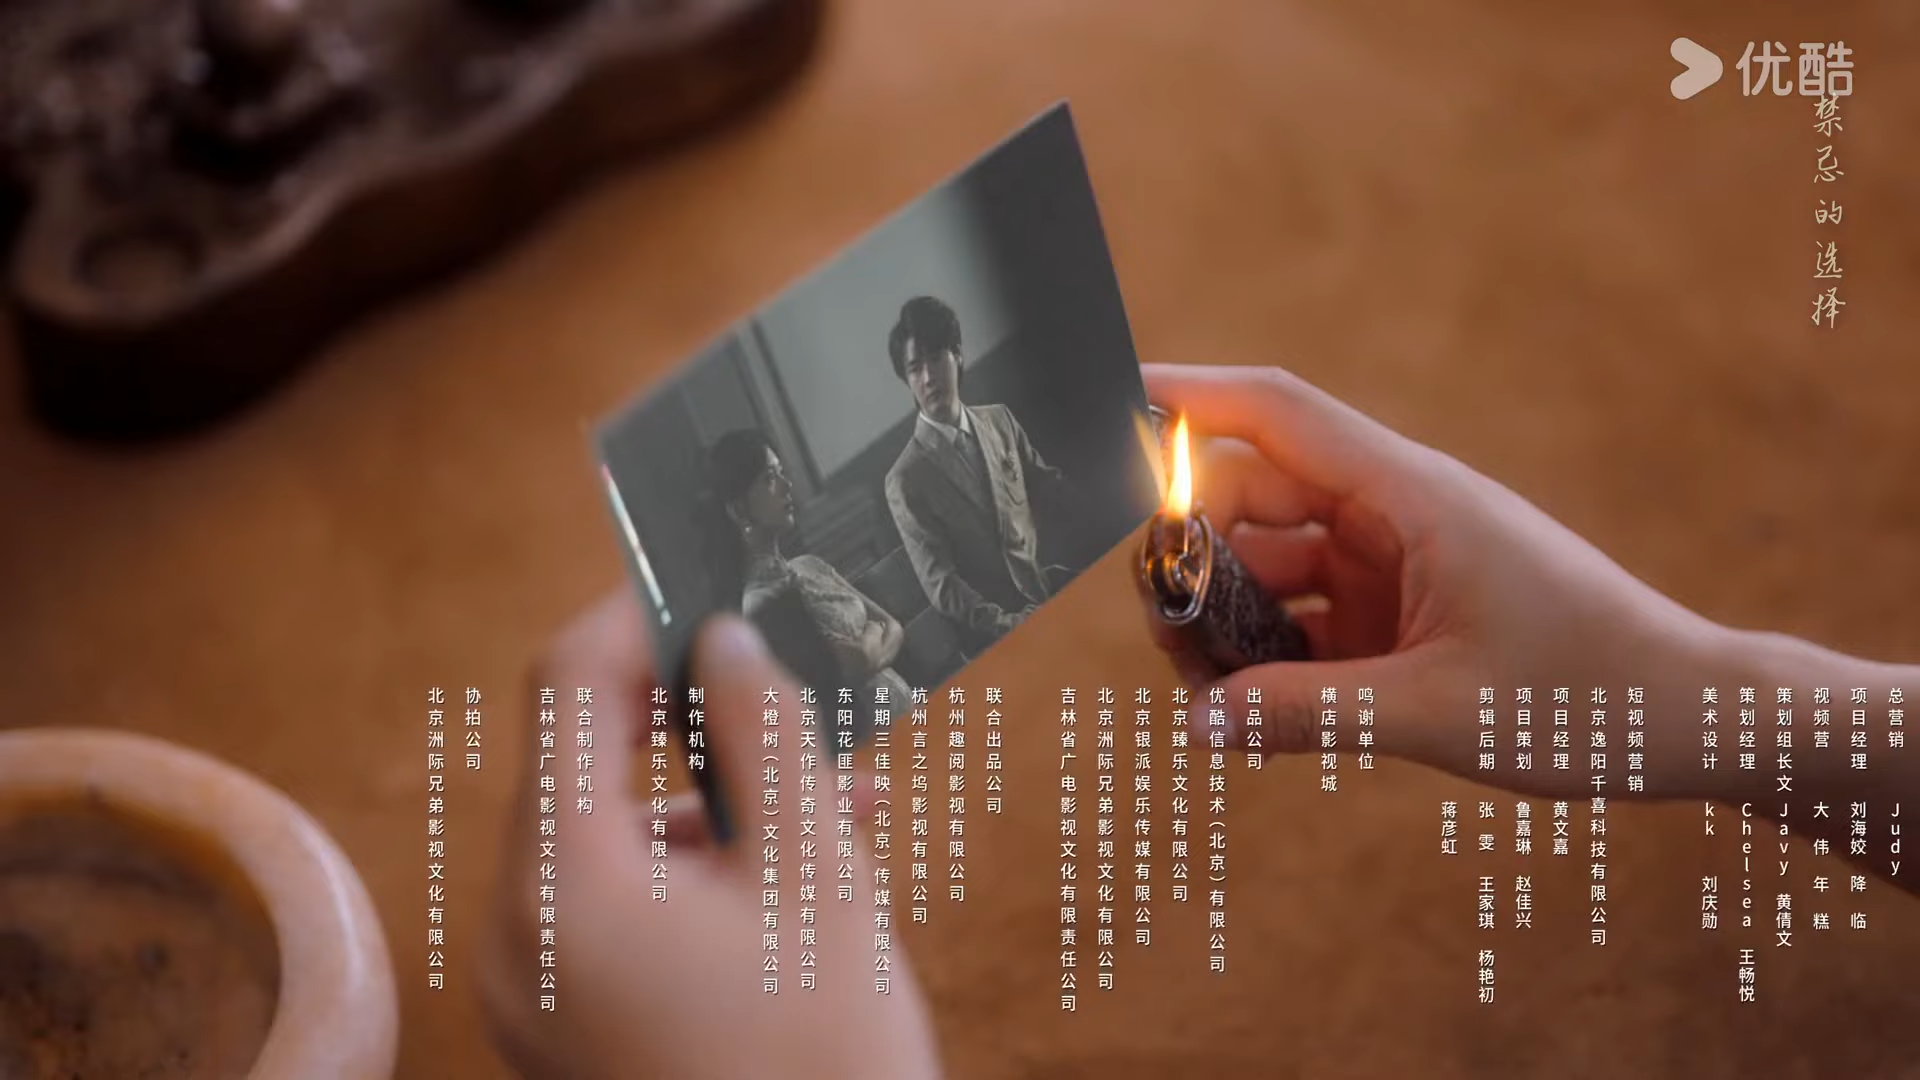 优酷
禁忌的选择
总营销 Judy
项目经理 刘海姣 降临
视频营 大伟 年糕
策划组长文 Javy 黄倩文
策划经理 Chelsea 王畅悦
美术设计 kk 刘庆勋
短视频营销
北京逸阳千喜科技有限公司
项目经理 黄文嘉
项目策划 鲁嘉琳 赵佳兴
剪辑后期 张雯 王家琪 杨艳初
蒋彦虹
鸣谢单位
横店影视城
出品公司
优酷信息技术(北京)有限公司
北京臻乐文化有限公司
北京银派娱乐传媒有限公司
北京洲际兄弟影视文化有限公司
吉林省广电影视文化有限责任公司
联合出品公司
杭州趣阅影视有限公司
杭州言之坞影视有限公司
星期三佳映(北京)传媒有限公司
东阳花匪影业有限公司
北京天作传奇文化传媒有限公司
大橙树(北京)文化集团有限公司
制作机构
北京臻乐文化有限公司
联合制作机构
吉林省广电影视文化有限责任公司
协拍公司
北京洲际兄弟影视文化有限公司